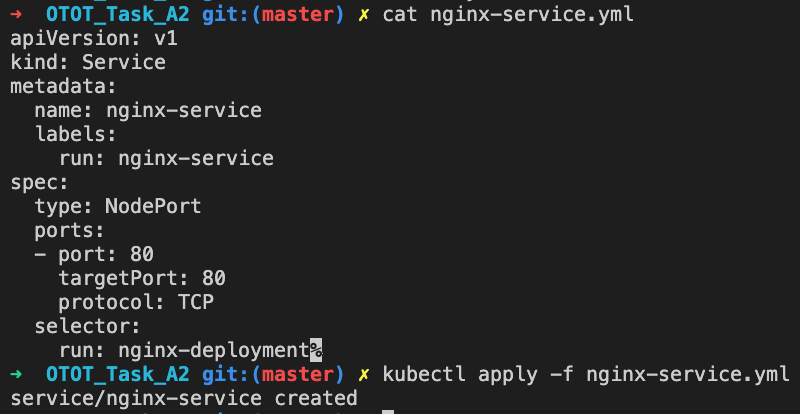 ➜  OTOT_Task_A2 git:(master) ✗ cat nginx-service.yml
apiVersion: v1
kind: Service
metadata:
  name: nginx-service
  labels:
    run: nginx-service
spec:
  type: NodePort
  ports:
  - port: 80
    targetPort: 80
    protocol: TCP
  selector:
    run: nginx-deployment%
➜  OTOT_Task_A2 git:(master) ✗ kubectl apply -f nginx-service.yml
service/nginx-service created